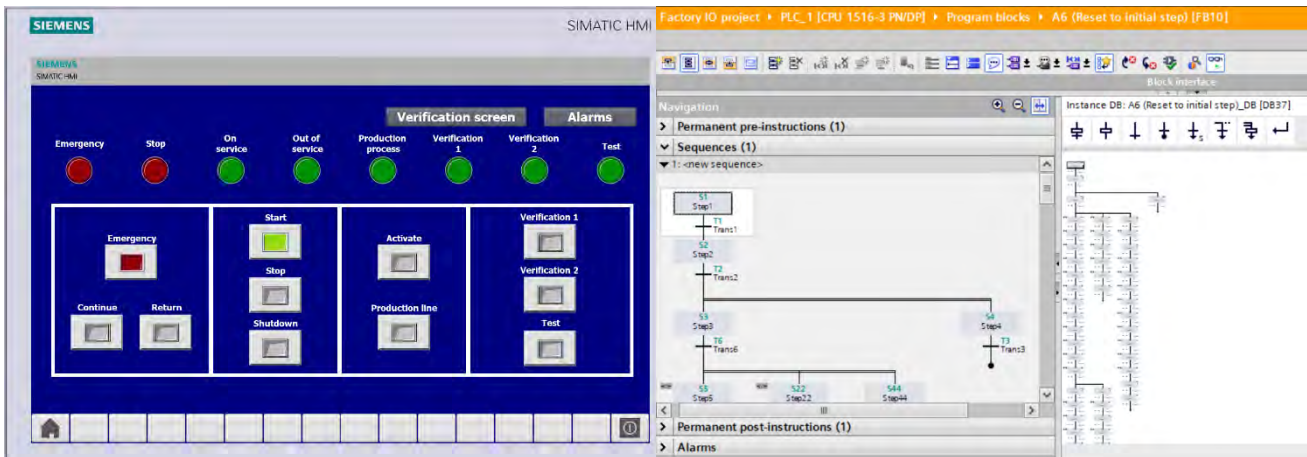 SIEMENS
SIMATIC HMI
SIEMENS
SIMATIC HMI
Verification screen
Alarms
Emergency
Stop
On service
Out of service
Production process
Verification 1
Verification 2
Test
Emergency
Continue
Return
Start
Stop
Shutdown
Activate
Production line
Verification 1
Verification 2
Test
Factory IO project ▸ PLC_1 [CPU 1516-3 PN/DP] ▸ Program blocks ▸ A6 (Reset to initial step) [FB10]
Block interface
Navigation
Permanent pre-instructions (1)
Sequences (1)
1: <new sequence>
S1
Step1
T1
Trans1
S2
Step2
T2
Trans2
S3
Step3
S4
Step4
T6
Trans6
T3
Trans3
S5
Step5
S22
Step22
S44
Step44
Permanent post-instructions (1)
Alarms
Instance DB: A6 (Reset to initial step)_DB [DB37]